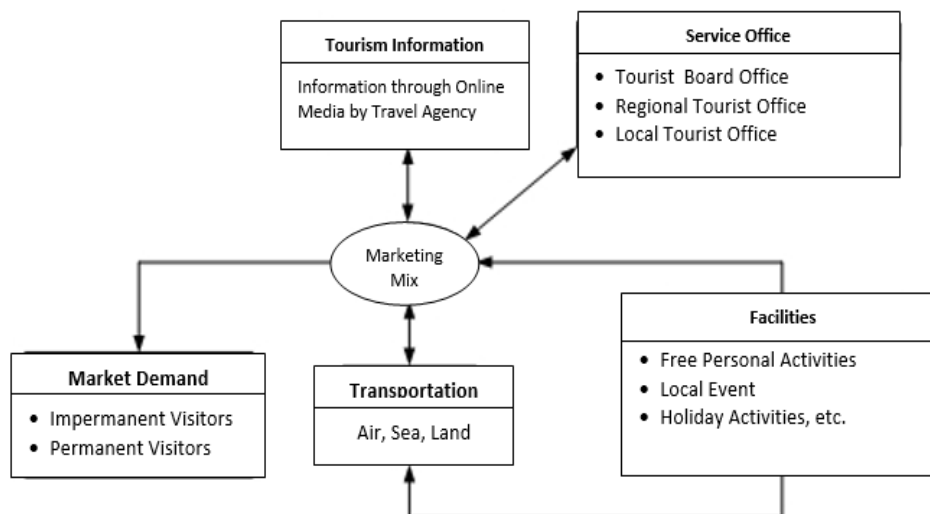 Tourism Information
Information through Online
Media by Travel Agency
Service Office
• Tourist Board Office
• Regional Tourist Office
• Local Tourist Office
Marketing
Mix
Market Demand
• Impermanent Visitors
• Permanent Visitors
Transportation
Air, Sea, Land
Facilities
• Free Personal Activities
• Local Event
• Holiday Activities, etc.